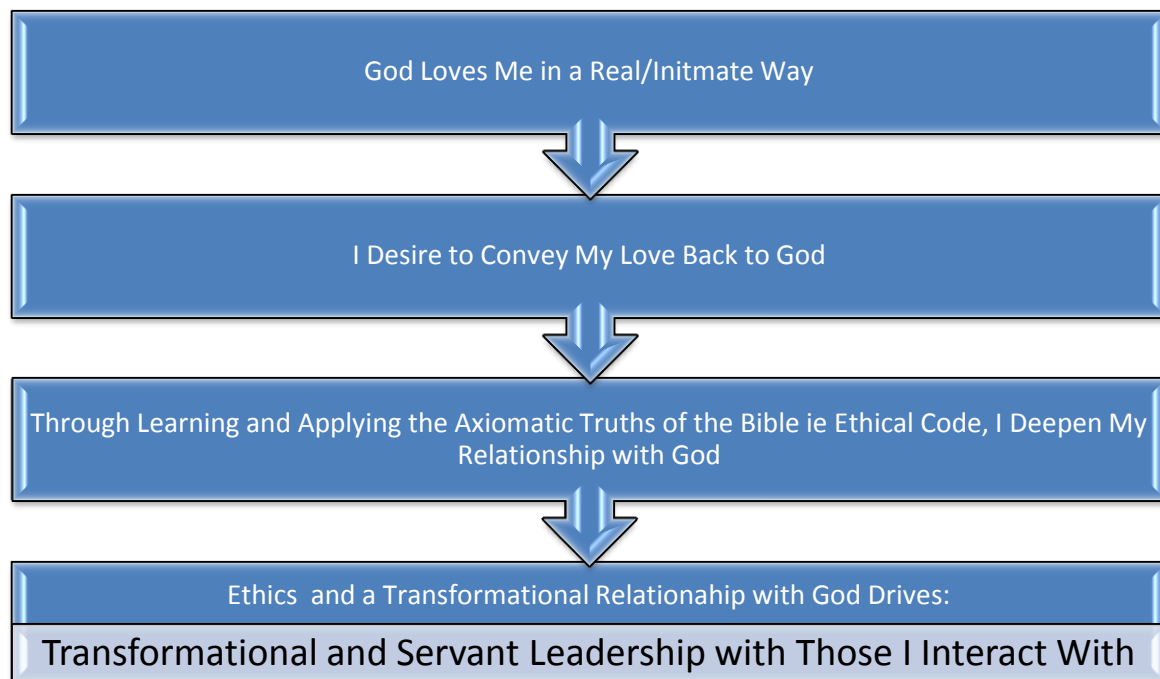 God Loves Me in a Real/Initmate Way
I Desire to Convey My Love Back to God
Through Learning and Applying the Axiomatic Truths of the Bible ie Ethical Code, I Deepen My
Relationship with God
Ethics and a Transformational Relationahip with God Drives:
Transformational and Servant Leadership with Those I Interact With